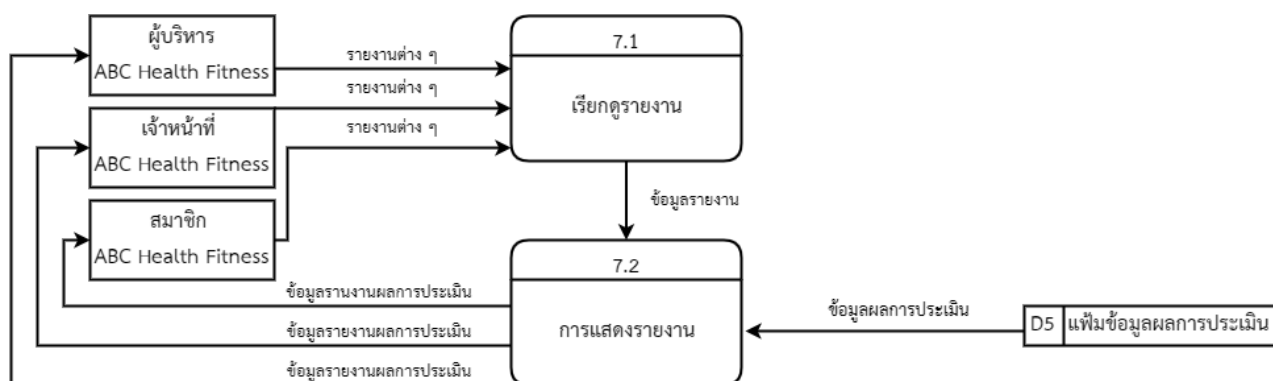 ผู้บริหาร
ABC Health Fitness
รายงานต่าง ๆ
7.1
เรียกดูรายงาน
รายงานต่าง ๆ
เจ้าหน้าที่
ABC Health Fitness
รายงานต่าง ๆ
สมาชิก
ABC Health Fitness
ข้อมูลรายงาน
7.2
การแสดงรายงาน
ข้อมูลรานงานผลการประเมิน
ข้อมูลรายงานผลการประเมิน
ข้อมูลรายงานผลการประเมิน
ข้อมูลผลการประเมิน
D5 แฟ้มข้อมูลผลการประเมิน